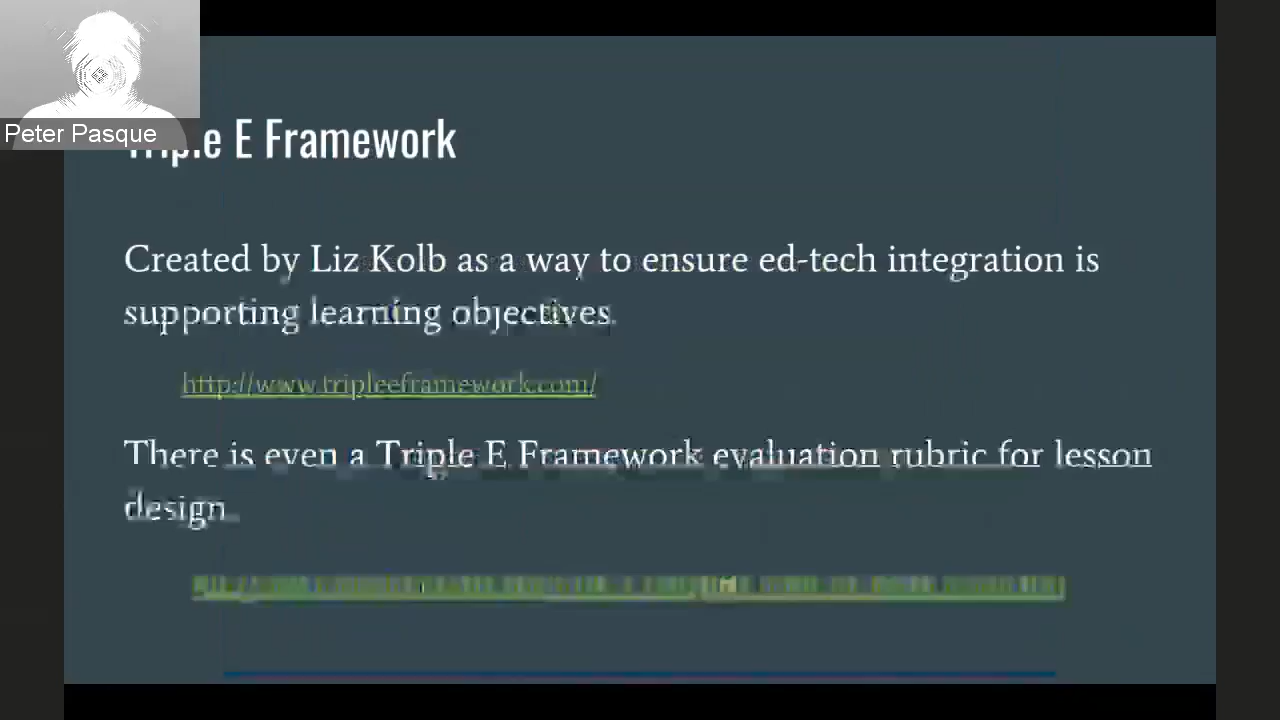 Peter Pasque
Triple E Framework
Created by Liz Kolb as a way to ensure ed-tech integration is
supporting learning objectives.
http://www.tripleeframework.com/
There is even a Triple E Framework evaluation rubric for lesson
design.